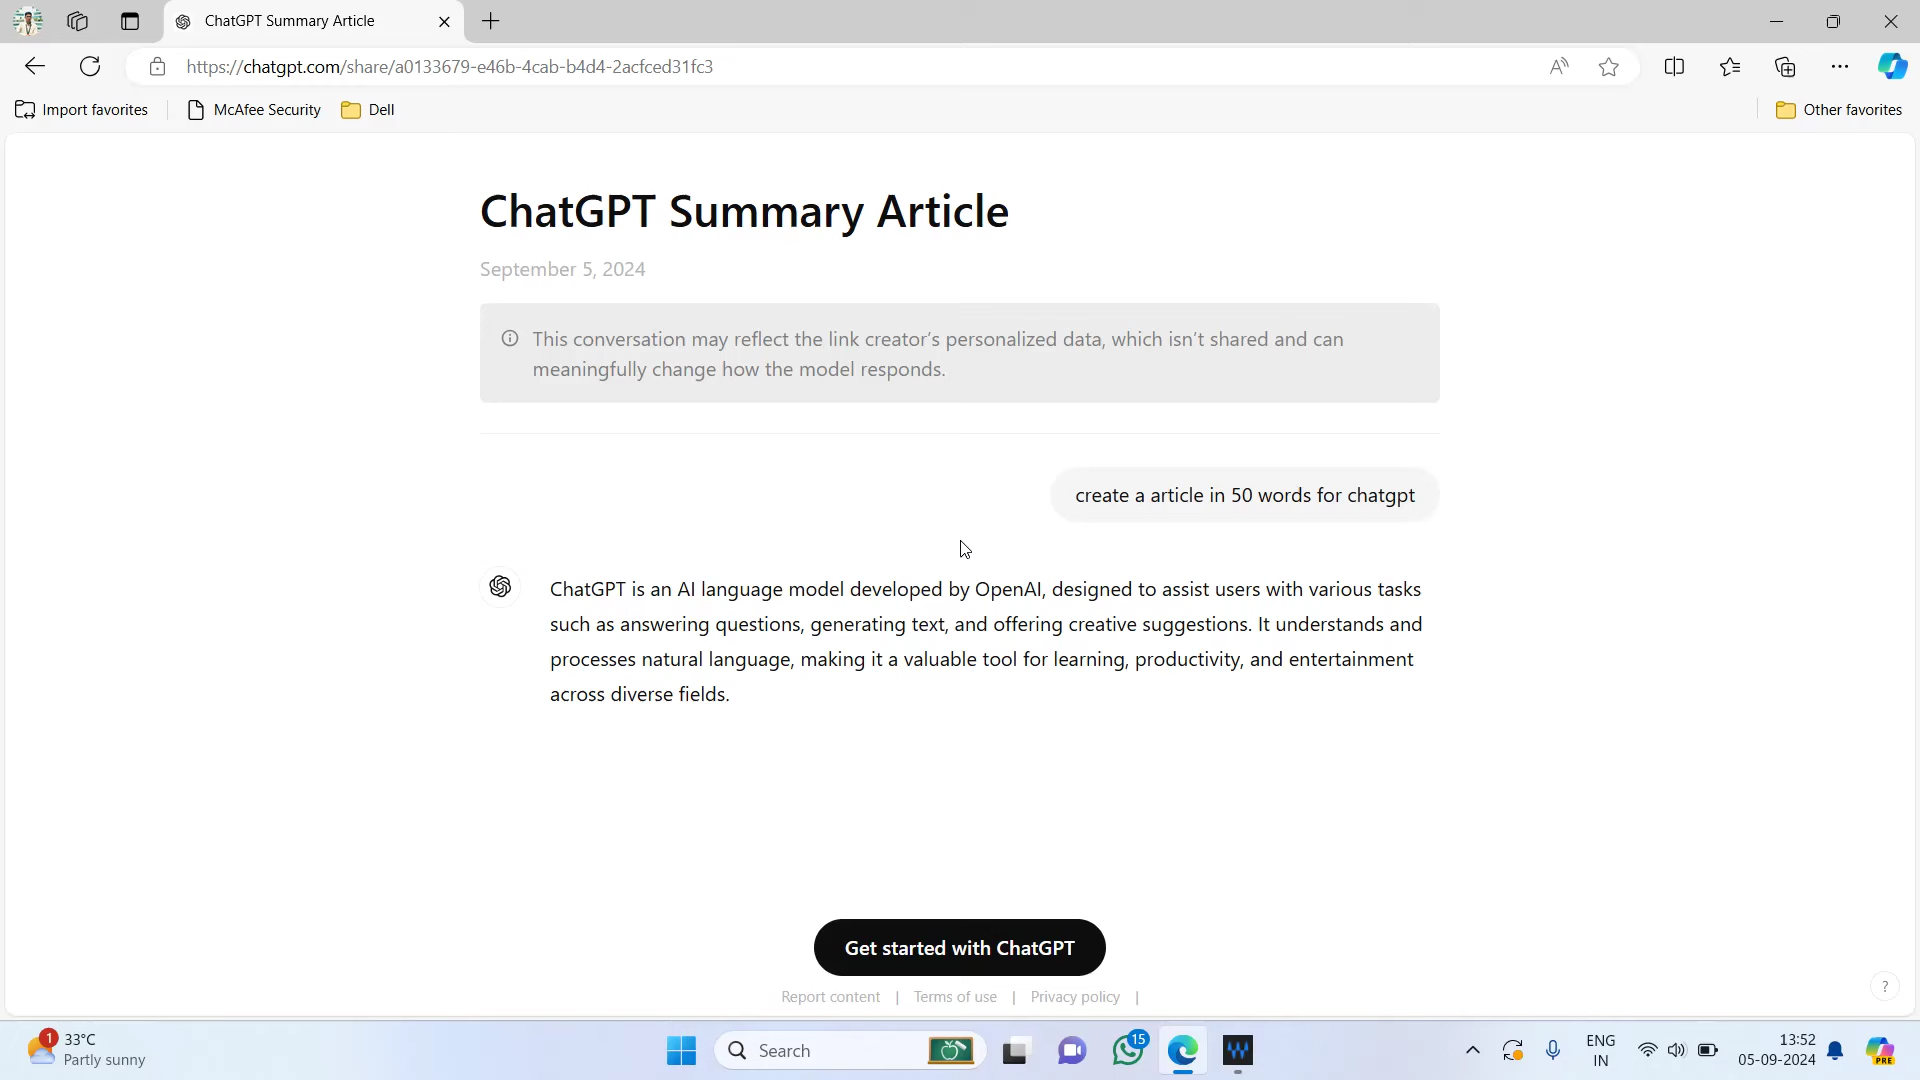 ChatGPT Summary Article
https://chatgpt.com/share/a0133679-e46b-4cab-b4d4-2acfced31fc3
Import favorites
McAfee Security
Dell
Other favorites
ChatGPT Summary Article
September 5, 2024
This conversation may reflect the link creator's personalized data, which isn't shared and can
meaningfully change how the model responds.
create a article in 50 words for chatgpt
ChatGPT is an AI language model developed by OpenAI, designed to assist users with various tasks
such as answering questions, generating text, and offering creative suggestions. It understands and
processes natural language, making it a valuable tool for learning, productivity, and entertainment
across diverse fields.
Get started with ChatGPT
Report content | Terms of use | Privacy policy |
?
1
33°C
Partly sunny
Search
15
ENG
IN
13:52
05-09-2024
PRE